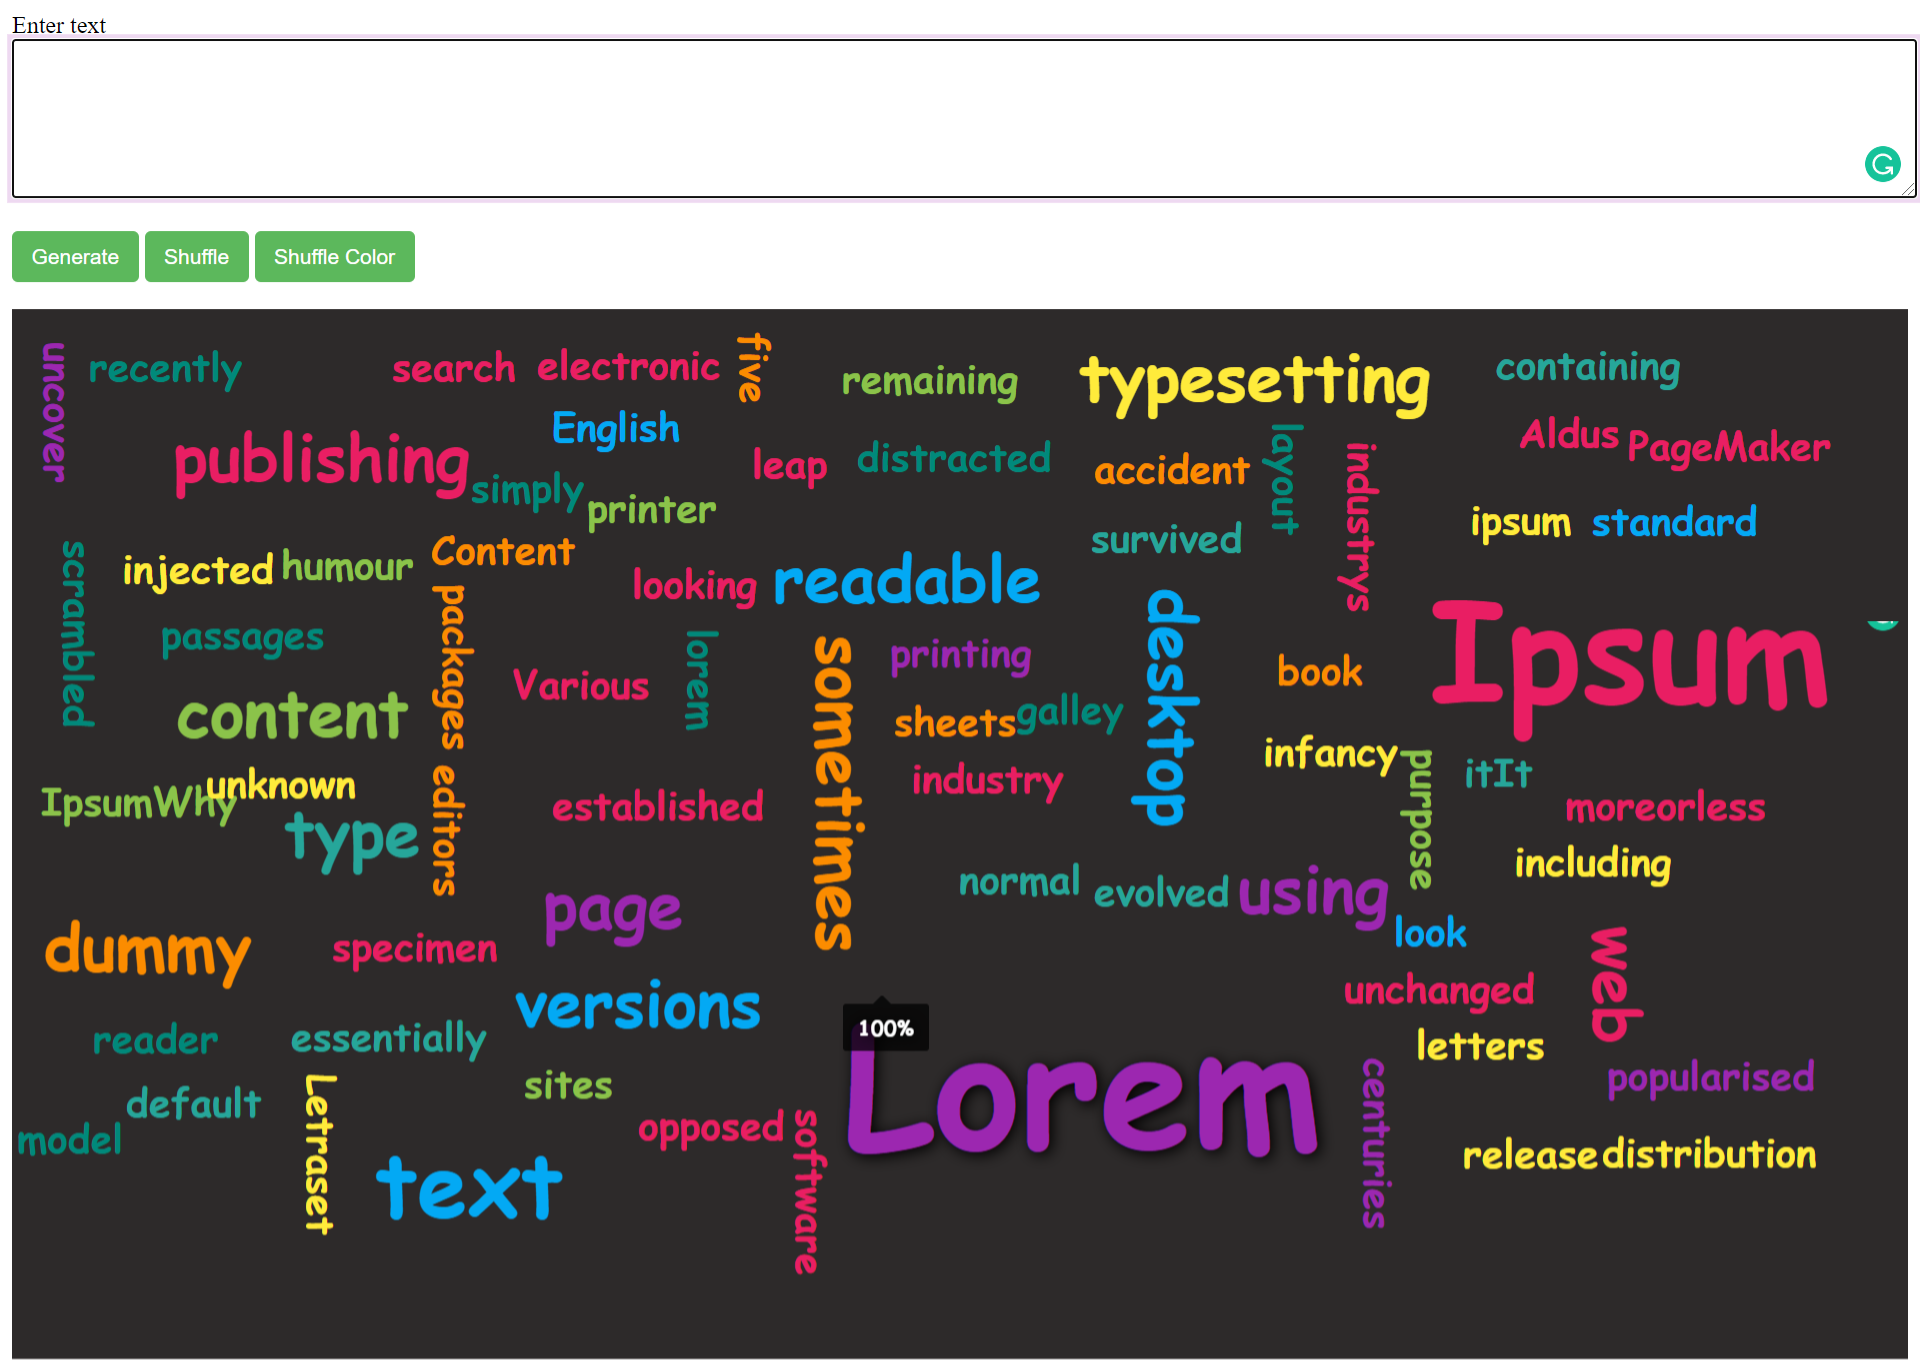 Enter text
Generate Shuffle Shuffle Color
uncover
recently
search
electronic
five
remaining
typesetting
containing
English
publishing
simply
printer
leap
distracted
accident
layout
industrys
Aldus
PageMaker
survived
ipsum
standard
scrambled
injected
humour
Content
looking
readable
packages
passages
lorem
sometimes
printing
desktop
book
Ipsum
content
Various
sheets
galley
industry
infancy
purpose
itIt
IpsumWhy
unknown
type
editors
established
moreorless
including
page
normal
evolved
using
look
dummy
specimen
web
versions
unchanged
reader
essentially
100%
Lorem
letters
centuries
popularised
default
Letraset
sites
model
opposed
software
text
release
distribution